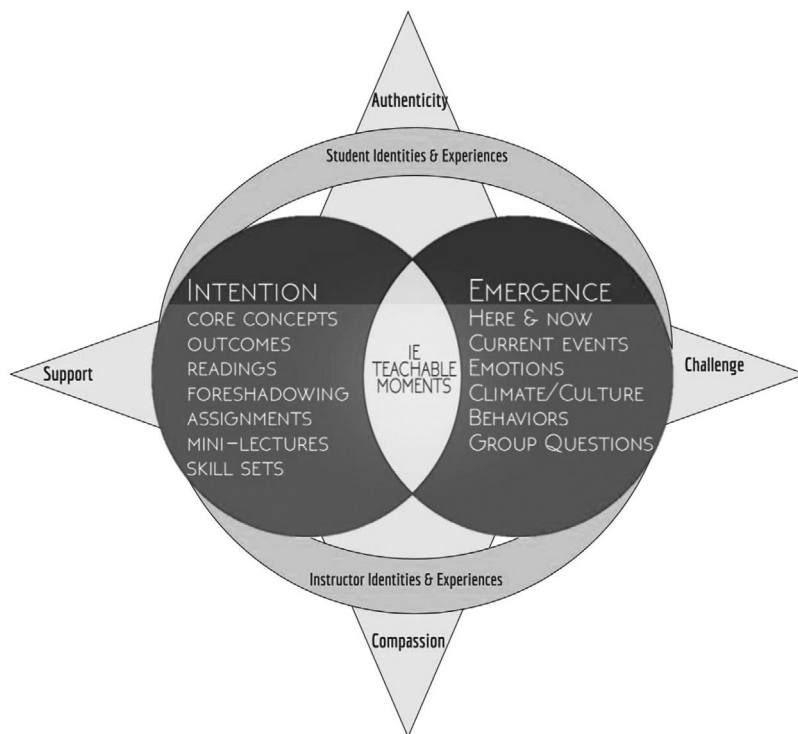 Authenticity
Student Identities & Experiences
INTENTION
CORE CONCEPTS
OUTCOMES
READINGS
FORESHADOWING
ASSIGNMENTS
MINI-LECTURES
SKILL SETS
IE
TEACHABLE
MOMENTS
EMERGENCE
HERE & NOW
CURRENT EVENTS
EMOTIONS
CLIMATE/CULTURE
BEHAVIORS
GROUP QUESTIONS
Support
Challenge
Instructor Identities & Experiences
Compassion